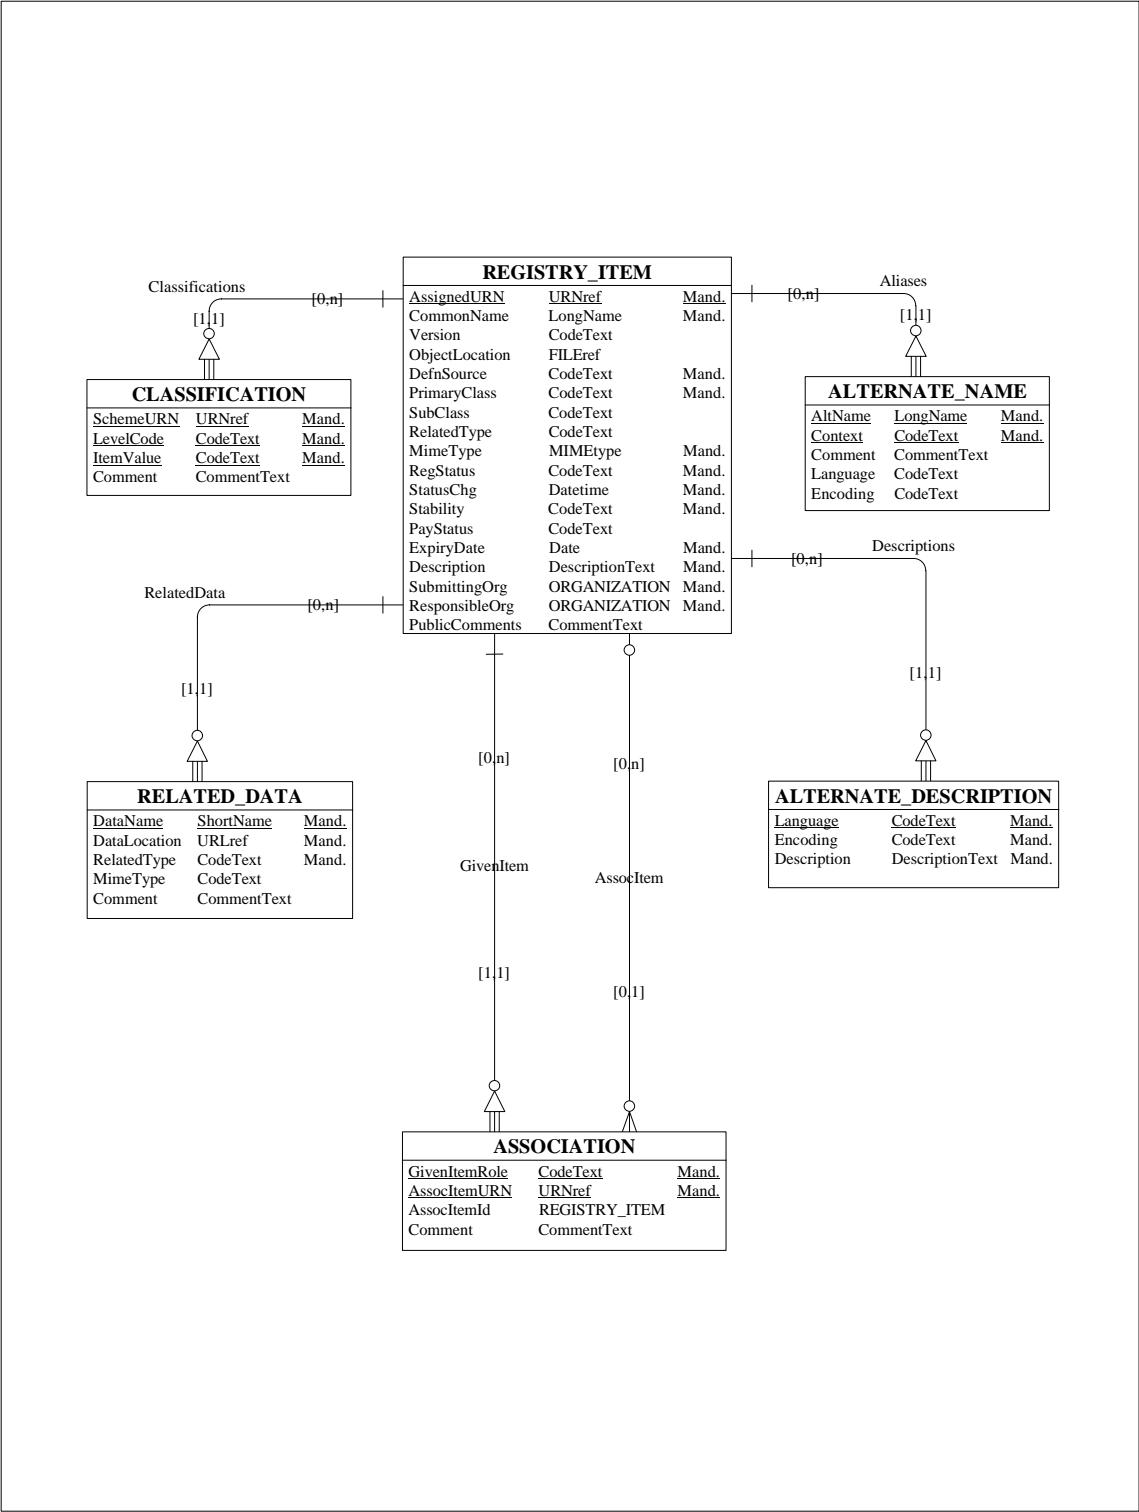 REGISTRY_ITEM
AssignedURN URNref Mand.
CommonName LongName Mand.
Version CodeText
ObjectLocation FILEref
DefnSource CodeText Mand.
PrimaryClass CodeText Mand.
SubClass CodeText
RelatedType CodeText
MimeType MIMEtype Mand.
RegStatus CodeText Mand.
StatusChg Datetime Mand.
Stability CodeText Mand.
PayStatus CodeText
ExpiryDate Date Mand.
Description DescriptionText Mand.
SubmittingOrg ORGANIZATION Mand.
ResponsibleOrg ORGANIZATION Mand.
PublicComments CommentText
Classifications
[0,n]
[1,1]
CLASSIFICATION
SchemeURN URNref Mand.
LevelCode CodeText Mand.
ItemValue CodeText Mand.
Comment CommentText
Aliases
[0,n]
[1,1]
ALTERNATE_NAME
AltName LongName Mand.
Context CodeText Mand.
Comment CommentText
Language CodeText
Encoding CodeText
RelatedData
[0,n]
[1,1]
RELATED_DATA
DataName ShortName Mand.
DataLocation URLref Mand.
RelatedType CodeText Mand.
MimeType CodeText
Comment CommentText
Descriptions
[0,n]
[1,1]
ALTERNATE_DESCRIPTION
Language CodeText Mand.
Encoding CodeText Mand.
Description DescriptionText Mand.
[0,n]
GivenItem
[1,1]
[0,n]
AssocItem
[0,1]
ASSOCIATION
GivenItemRole CodeText Mand.
AssocItemURN URNref Mand.
AssocItemId REGISTRY_ITEM
Comment CommentText